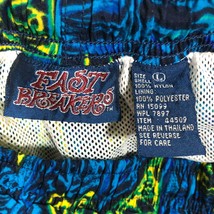 FAST
BREAKERS
SIZE L
SHELL
100% NYLON
LINING
100% POLYESTER
RN 15099
WPL 7897
ITEM # 44509
MADE IN THAILAND
SEE REVERSE
FOR CARE